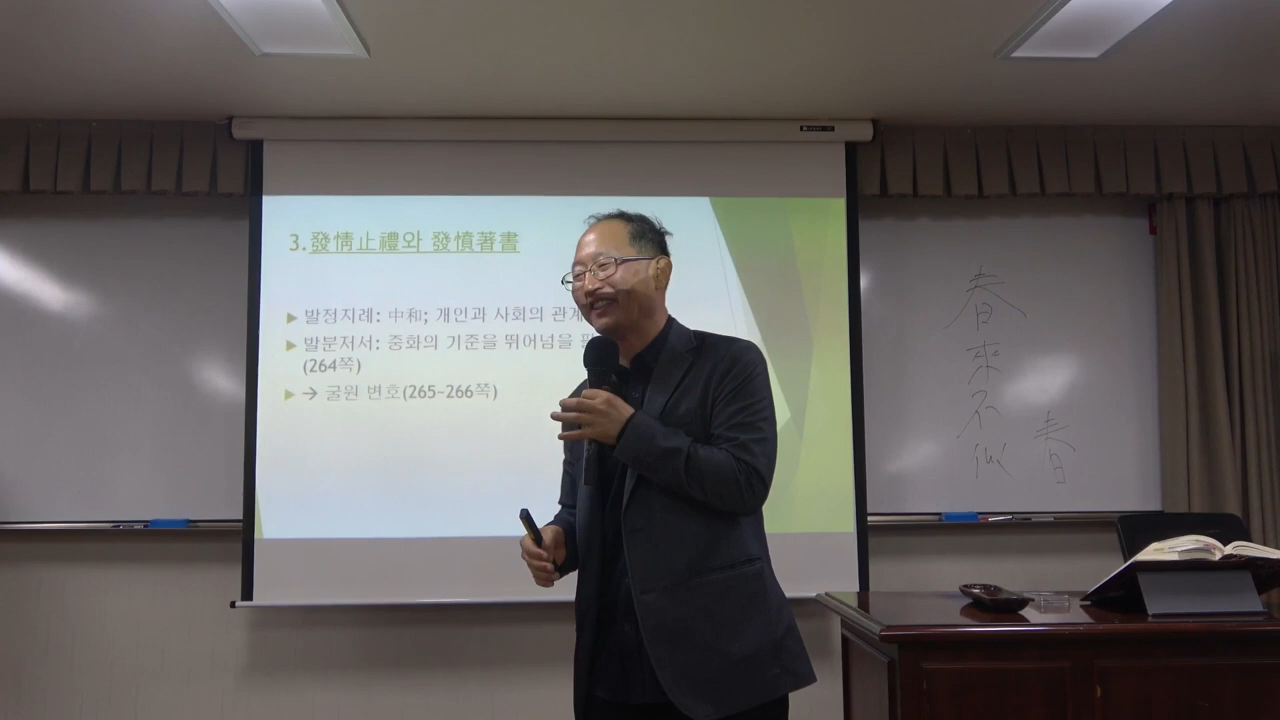 3.發情止禮와 發憤著書
▶ 발정지례: 中和; 개인과 사회의 관계
▶ 발분저서: 중화의 기준을 뛰어넘을
(264쪽)
▶ → 굴원 변호(265-266쪽)
春來不似
春